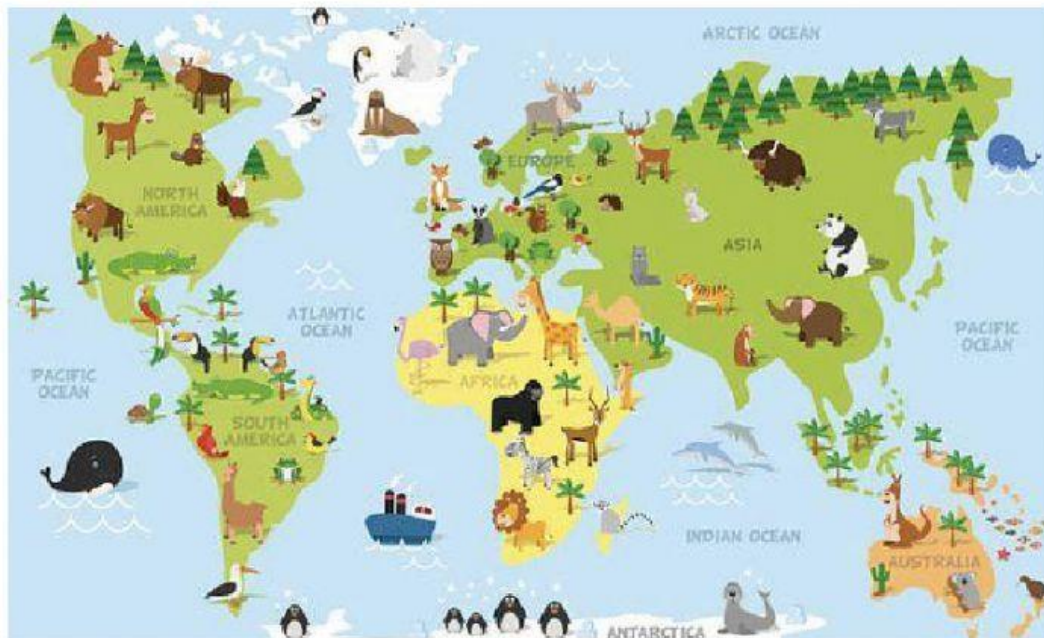 ARCTIC OCEAN
EUROPE
NORTH
AMERICA
ASIA
ATLANTIC
OCEAN
PACIFIC
OCEAN
PACIFIC
OCEAN
AFRICA
SOUTH
AMERICA
INDIAN OCEAN
AUSTRALIA
ANTARCTICA